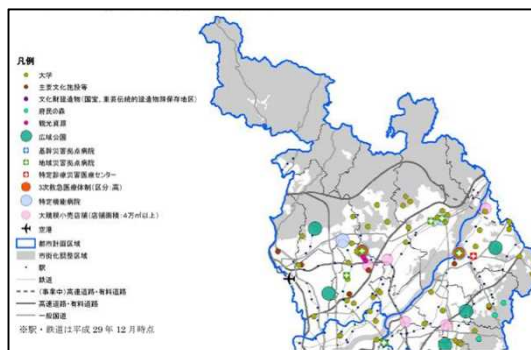 凡例
大学
主要文化施設等
文化財建造物(国宝、重要伝統的建造物群保存地区)
府民の森
観光資源
広域公園
基幹災害拠点病院
地域災害拠点病院
特定診療災害医療センター
3次救急医療体制(区分:高)
特定機能病院
大規模小売店舗(店舗面積:4万㎡以上)
空港
都市計画区域
市街化調整区域
駅
鉄道
(事業中)高速道路・有料道路
高速道路・有料道路
一般国道
※駅・鉄道は平成29年12月時点